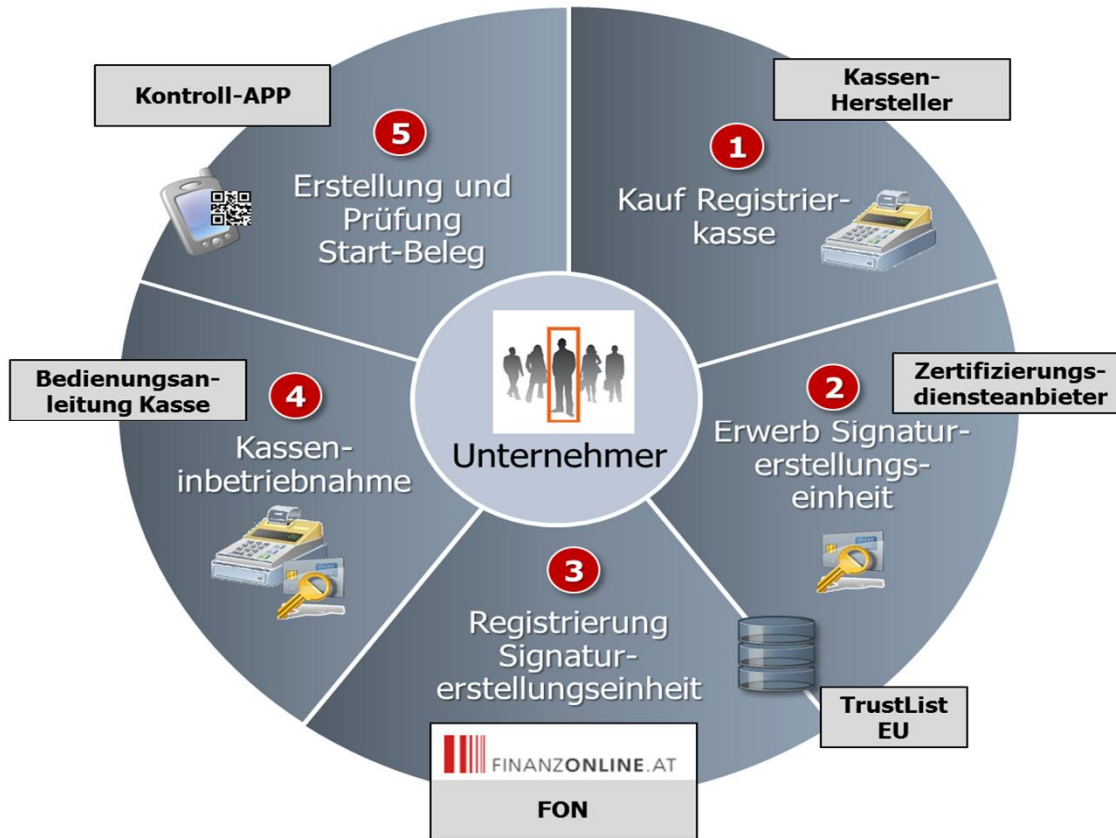 Kassen-
Hersteller
1
Kauf Registrier-
kasse
Zertifizierungs-
diensteanbieter
2
Erwerb Signatur-
erstellungs-
einheit
TrustList
EU
3
Registrierung
Signatur-
erstellungseinheit
FINANZONLINE.AT
FON
Bedienungsan-
leitung Kasse
4
Kassen-
inbetriebnahme
Kontroll-APP
5
Erstellung und
Prüfung
Start-Beleg
Unternehmer